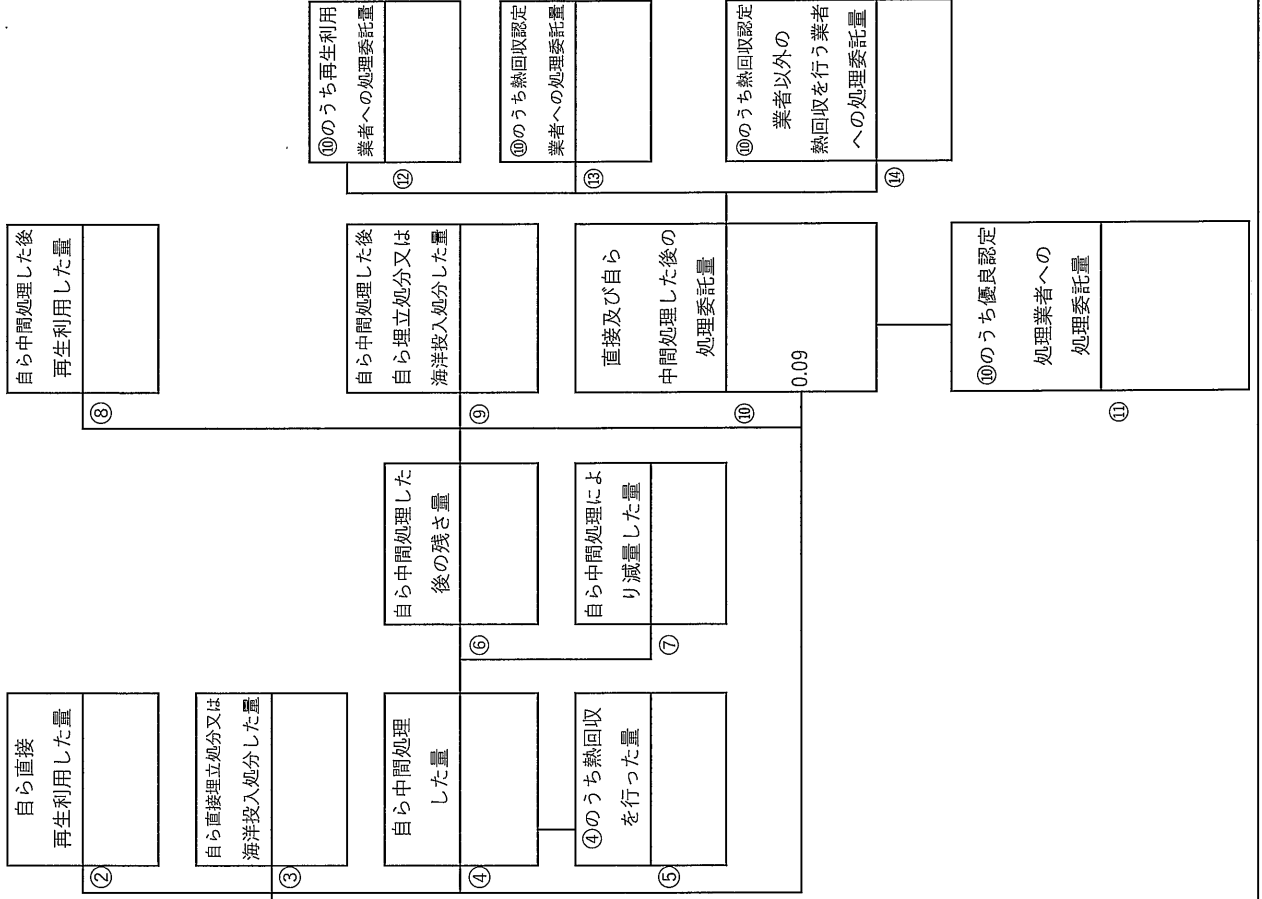 ②
自ら直接
再生利用した量
③
自ら直接埋立処分又は
海洋投入処分した量
④
自ら中間処理
した量
⑤
④のうち熱回収
を行った量
⑥
自ら中間処理した
後の残さ量
⑦
自ら中間処理によ
り減量した量
⑧
自ら中間処理した後
再生利用した量
⑨
自ら中間処理した後
自ら埋立処分又は
海洋投入処分した量
⑩
直接及び自ら
中間処理した後の
処理委託量
0.09
⑪
⑩のうち優良認定
処理業者への
処理委託量
⑫
⑩のうち再生利用
業者への処理委託量
⑬
⑩のうち熱回収認定
業者への処理委託量
⑭
⑩のうち熱回収認定
業者以外の
熱回収を行う業者
への処理委託量